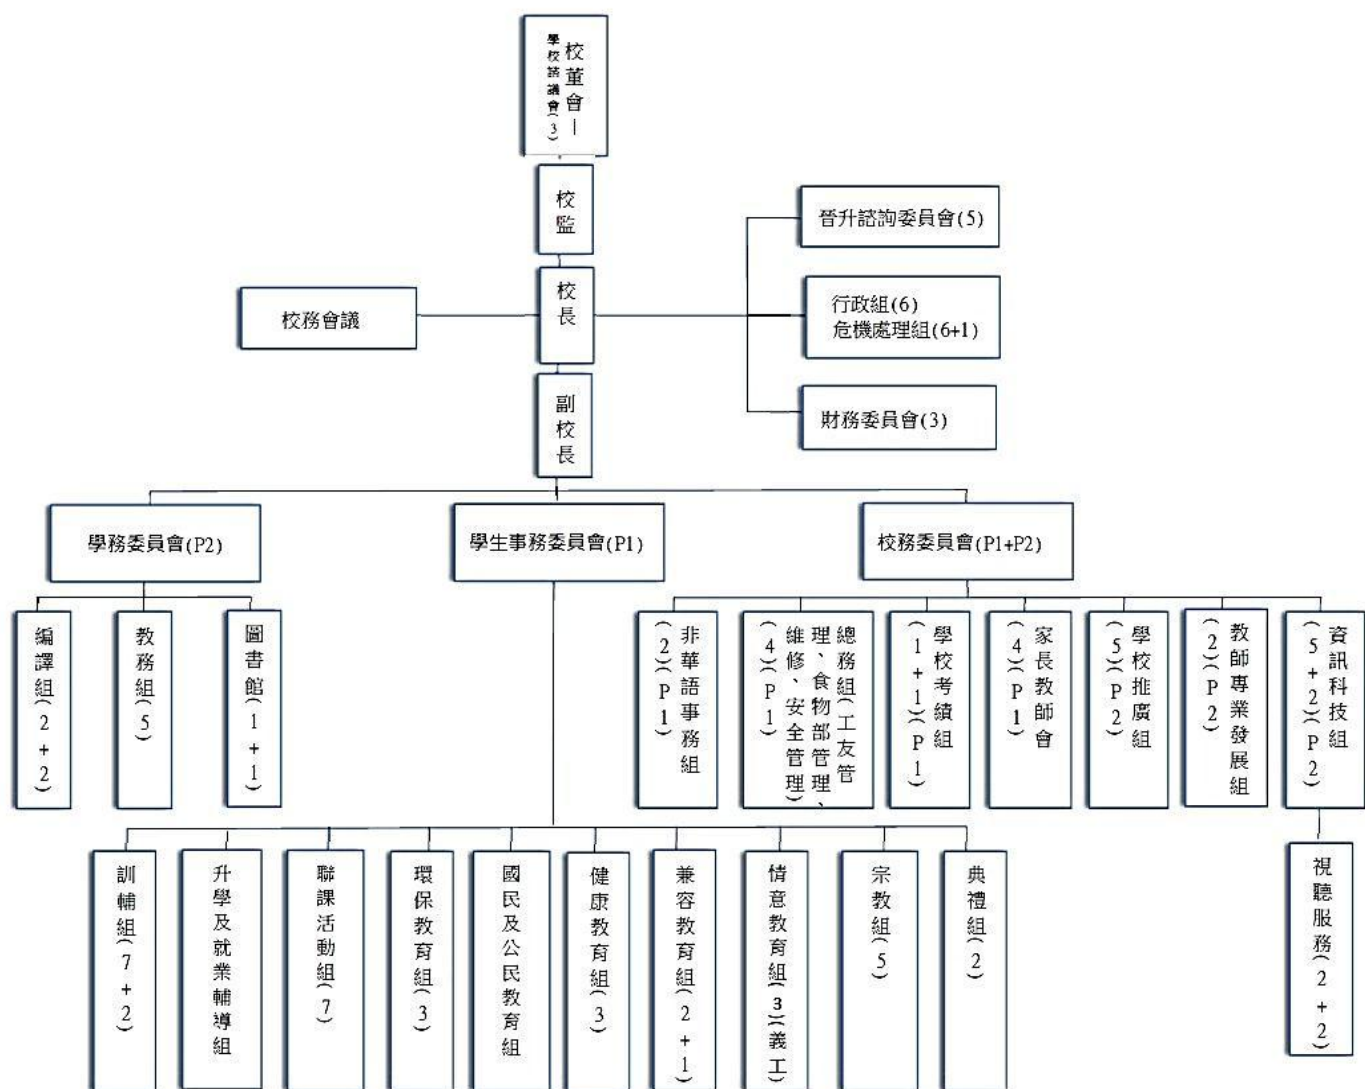 校董會—
學校諮議會(3)
校監
校長
校務會議
晉升諮詢委員會(5)
行政組(6)
危機處理組(6+1)
財務委員會(3)
副校長
學務委員會(P2)
學生事務委員會(P1)
校務委員會(P1+P2)
編譯組(2+2)
教務組(5)
圖書館(1+1)
非華語事務組
(2)(P1)
總務組(工友管
理、食物部管理、
維修、安全管理)
(4)(P1)
學校考績組
(1+1)(P1)
家長教師會
(4)(P1)
學校推廣組
(5)(P2)
教師專業發展組
(2)(P2)
資訊科技組
(5+2)(P2)
訓輔組(7+2)
升學及就業輔導組
聯課活動組(7)
環保教育組(3)
國民及公民教育組
健康教育組(3)
兼容教育組(2+1)
情意教育組(3)(義工)
宗教組(5)
典禮組(2)
視聽服務(2+2)